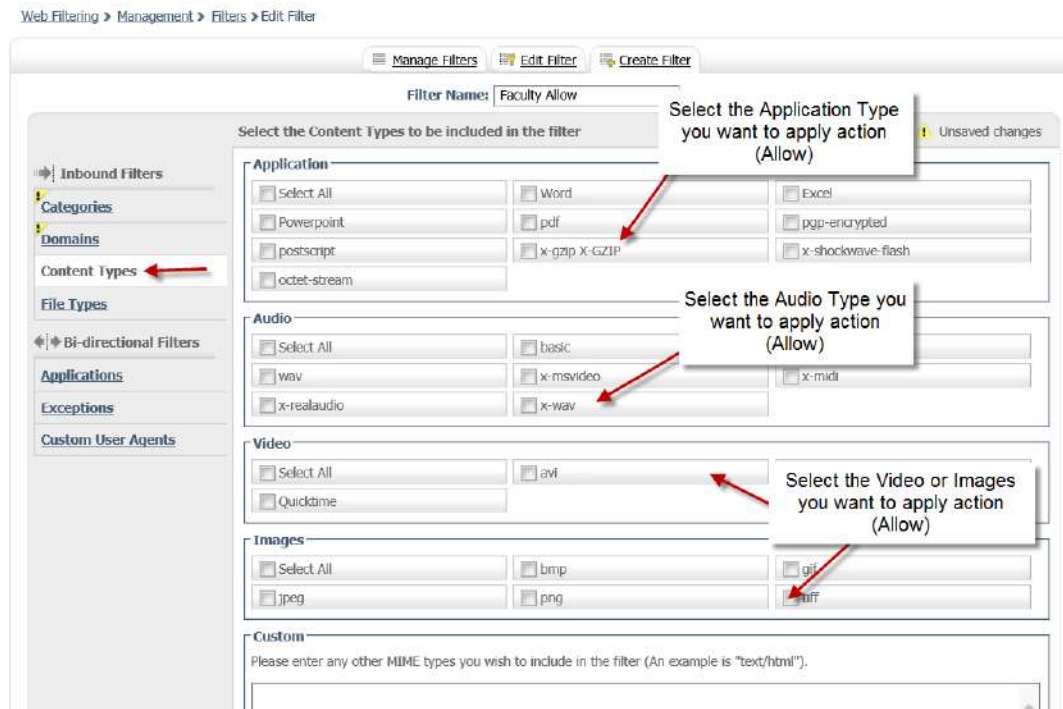 Web Filtering > Management > Filters > Edit Filter
Manage Filters Edit Filter Create Filter
Filter Name: Faculty Allow
Select the Application Type
you want to apply action
(Allow)
Select the Content Types to be included in the filter
Unsaved changes
Inbound Filters
Categories
Domains
Content Types
File Types
Bi-directional Filters
Applications
Exceptions
Custom User Agents
Application
Select All Word Excel
Powerpoint pdf pgp-encrypted
postscript x-gzip X-GZIP x-shockwave-flash
octet-stream
Select the Audio Type you
want to apply action
(Allow)
Audio
Select All basic
wav x-msvideo x-midi
x-realaudio x-wav
Video
Select All avi
Quicktime
Select the Video or Images
you want to apply action
(Allow)
Images
Select All bmp gif
jpeg png tiff
Custom
Please enter any other MIME types you wish to include in the filter (An example is "text/html").